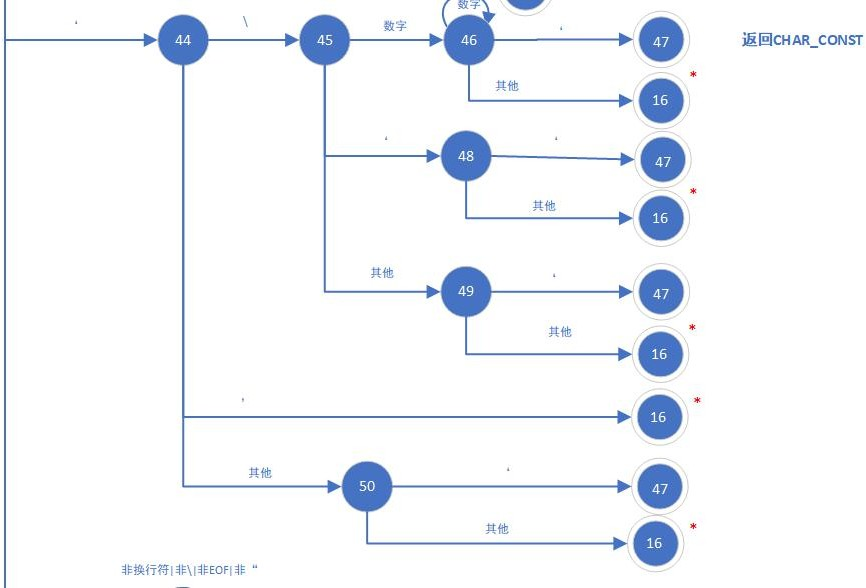 数字
‘ 44 \ 45 数字 46 ‘ 47 返回CHAR_CONST
其他 16 *
‘ 48 ‘ 47
其他 16 *
其他 49 ‘ 47
其他 16 *
’ 16 *
其他 50 ‘ 47
其他 16 *
非换行符|非\|非EOF|非 “